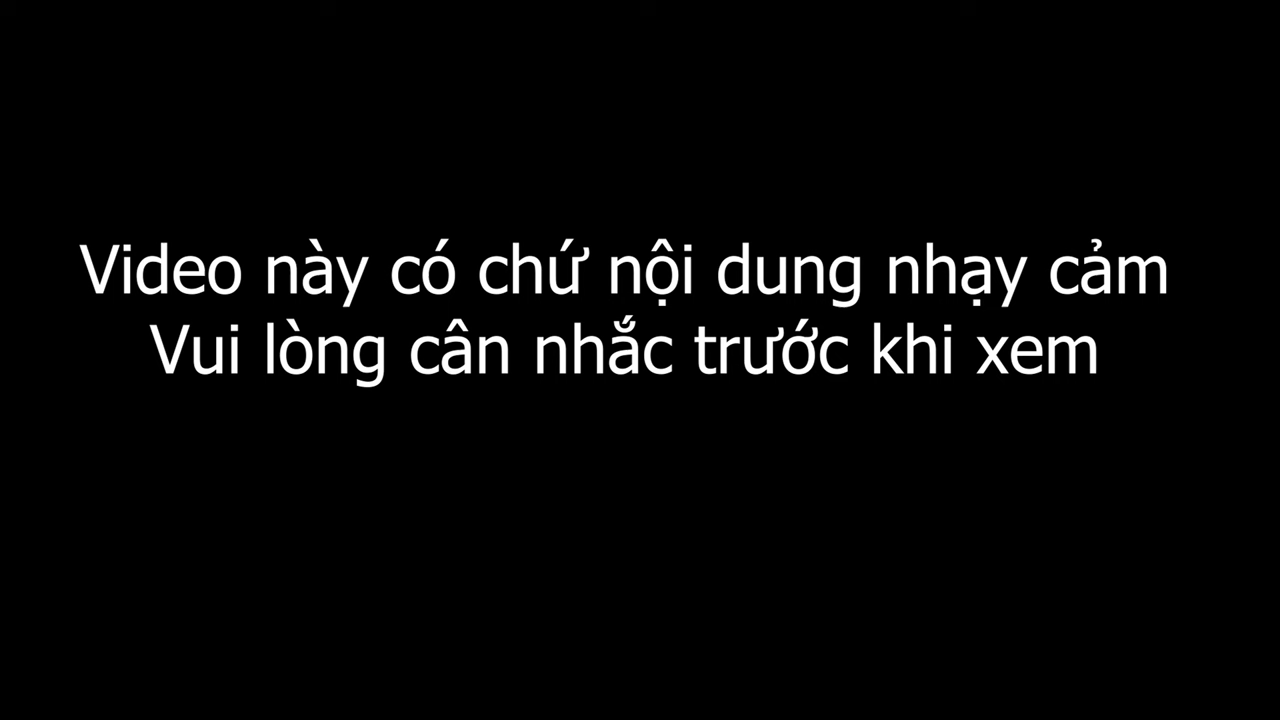 Video này có chứ nội dung nhạy cảm
Vui lòng cân nhắc trước khi xem